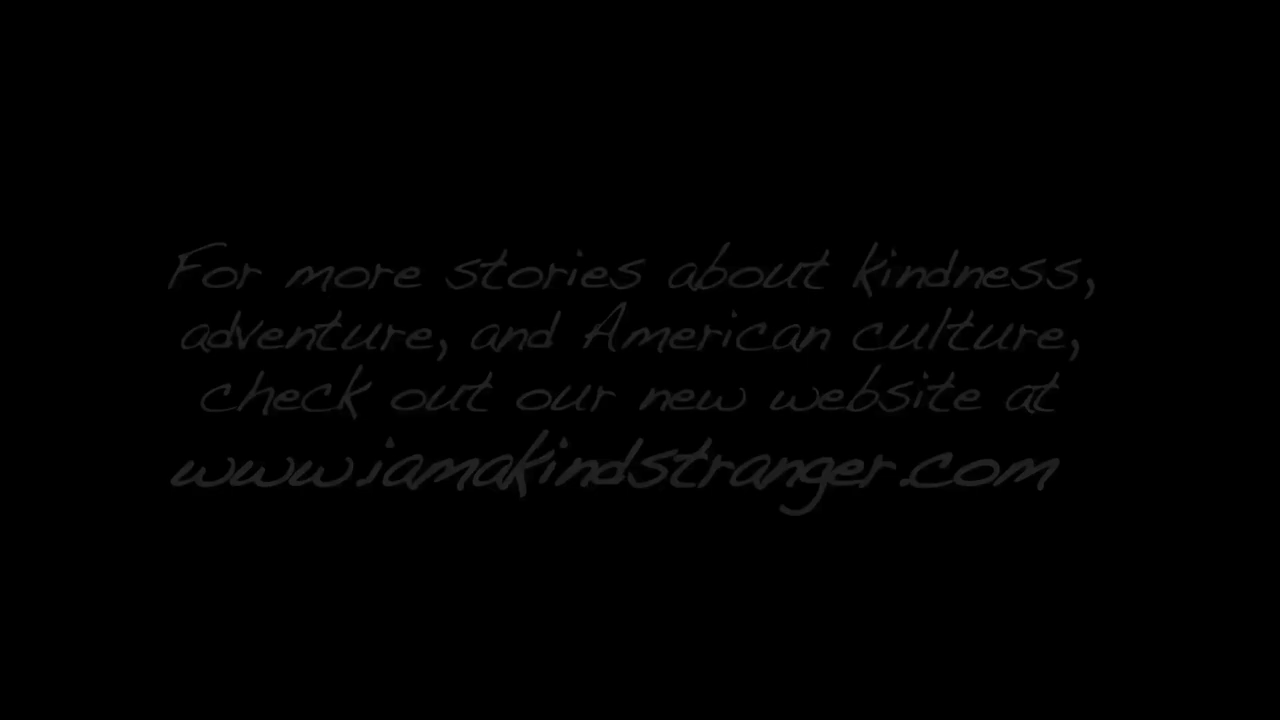 For more stories about kindness,
adventure, and American culture,
check out our new website at
www.iamakindstranger.com